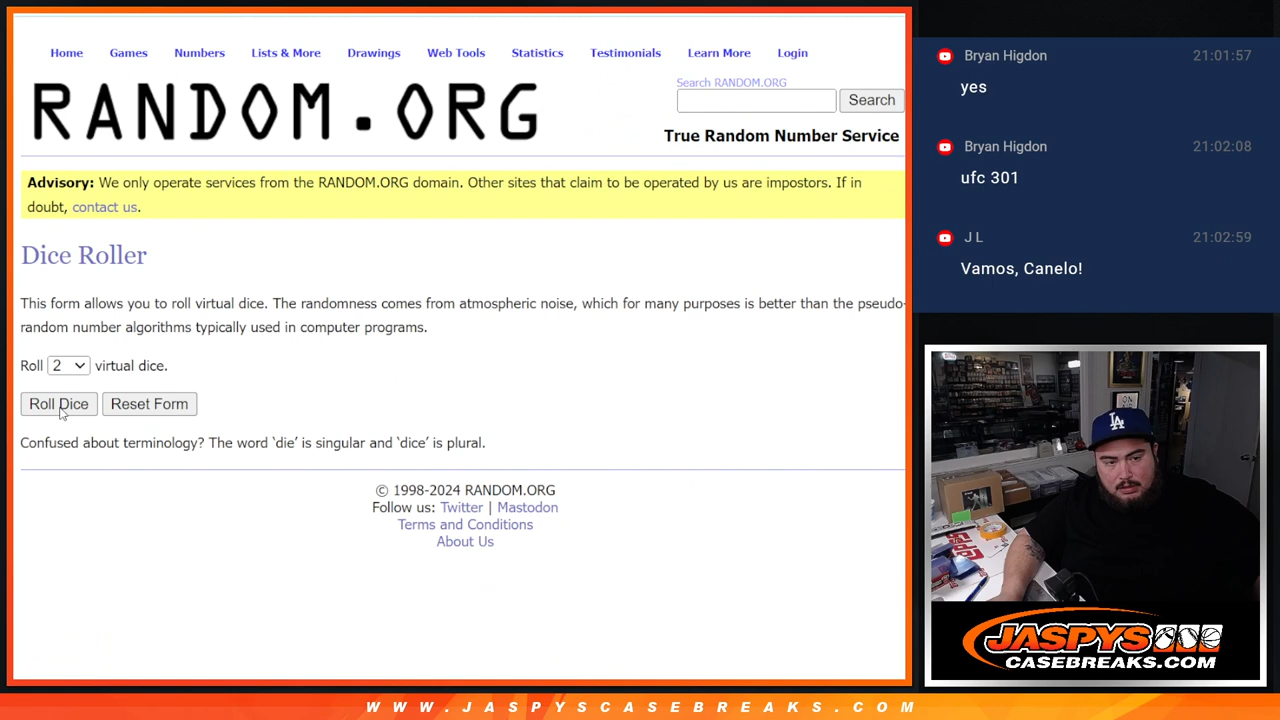 Home Games Numbers Lists & More Drawings Web Tools Statistics Testimonials Learn More Login
RANDOM.ORG
Search RANDOM.ORG
Search
True Random Number Service
Advisory: We only operate services from the RANDOM.ORG domain. Other sites that claim to be operated by us are impostors. If in
doubt, contact us.
Dice Roller
This form allows you to roll virtual dice. The randomness comes from atmospheric noise, which for many purposes is better than the pseudo-
random number algorithms typically used in computer programs.
Roll 2 virtual dice.
Roll Dice Reset Form
Confused about terminology? The word ‘die’ is singular and ‘dice’ is plural.
© 1998-2024 RANDOM.ORG
Follow us: Twitter | Mastodon
Terms and Conditions
About Us
Bryan Higdon 21:01:57
yes
Bryan Higdon 21:02:08
ufc 301
J L 21:02:59
Vamos, Canelo!
ON
AIR
LA
JASPYS
CASEBREAKS.COM
WWW.JASPYSCASEBREAKS.COM